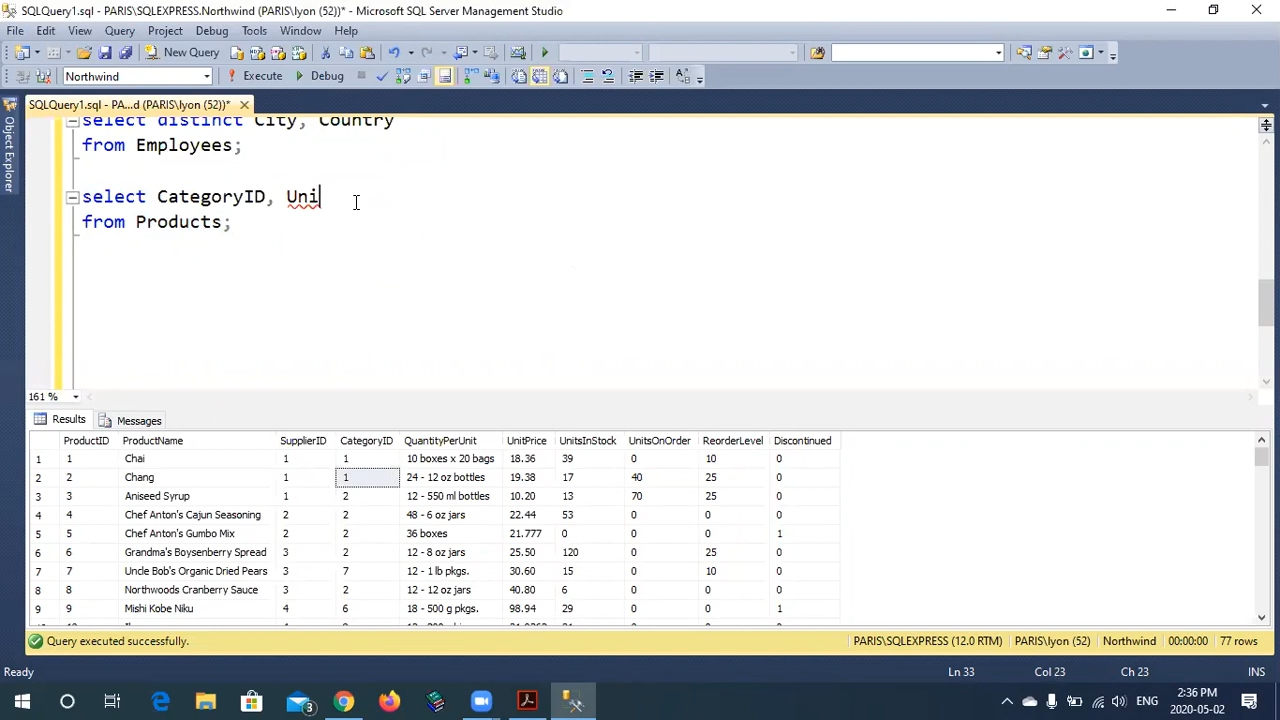 SQLQuery1.sql - PARIS\SQLEXPRESS.Northwind (PARIS\lyon (52))* - Microsoft SQL Server Management Studio
File Edit View Query Project Debug Tools Window Help
New Query
Northwind Execute Debug
SQLQuery1.sql - PA...d (PARIS\lyon (52))*
Object Explorer
select distinct City, Country
from Employees;
select CategoryID, Uni
from Products;
161 %
Results Messages
ProductID ProductName SupplierID CategoryID QuantityPerUnit UnitPrice UnitsInStock UnitsOnOrder ReorderLevel Discontinued
1 1 Chai 1 1 10 boxes x 20 bags 18.36 39 0 10 0
2 2 Chang 1 1 24 - 12 oz bottles 19.38 17 40 25 0
3 3 Aniseed Syrup 1 2 12 - 550 ml bottles 10.20 13 70 25 0
4 4 Chef Anton's Cajun Seasoning 2 2 48 - 6 oz jars 22.44 53 0 0 0
5 5 Chef Anton's Gumbo Mix 2 2 36 boxes 21.777 0 0 0 1
6 6 Grandma's Boysenberry Spread 3 2 12 - 8 oz jars 25.50 120 0 25 0
7 7 Uncle Bob's Organic Dried Pears 3 7 12 - 1 lb pkgs. 30.60 15 0 10 0
8 8 Northwoods Cranberry Sauce 3 2 12 - 12 oz jars 40.80 6 0 0 0
9 9 Mishi Kobe Niku 4 6 18 - 500 g pkgs. 98.94 29 0 0 1
Query executed successfully. PARIS\SQLEXPRESS (12.0 RTM) PARIS\lyon (52) Northwind 00:00:00 77 rows
Ready Ln 33 Col 23 Ch 23 INS
3 ENG 2:36 PM
2020-05-02